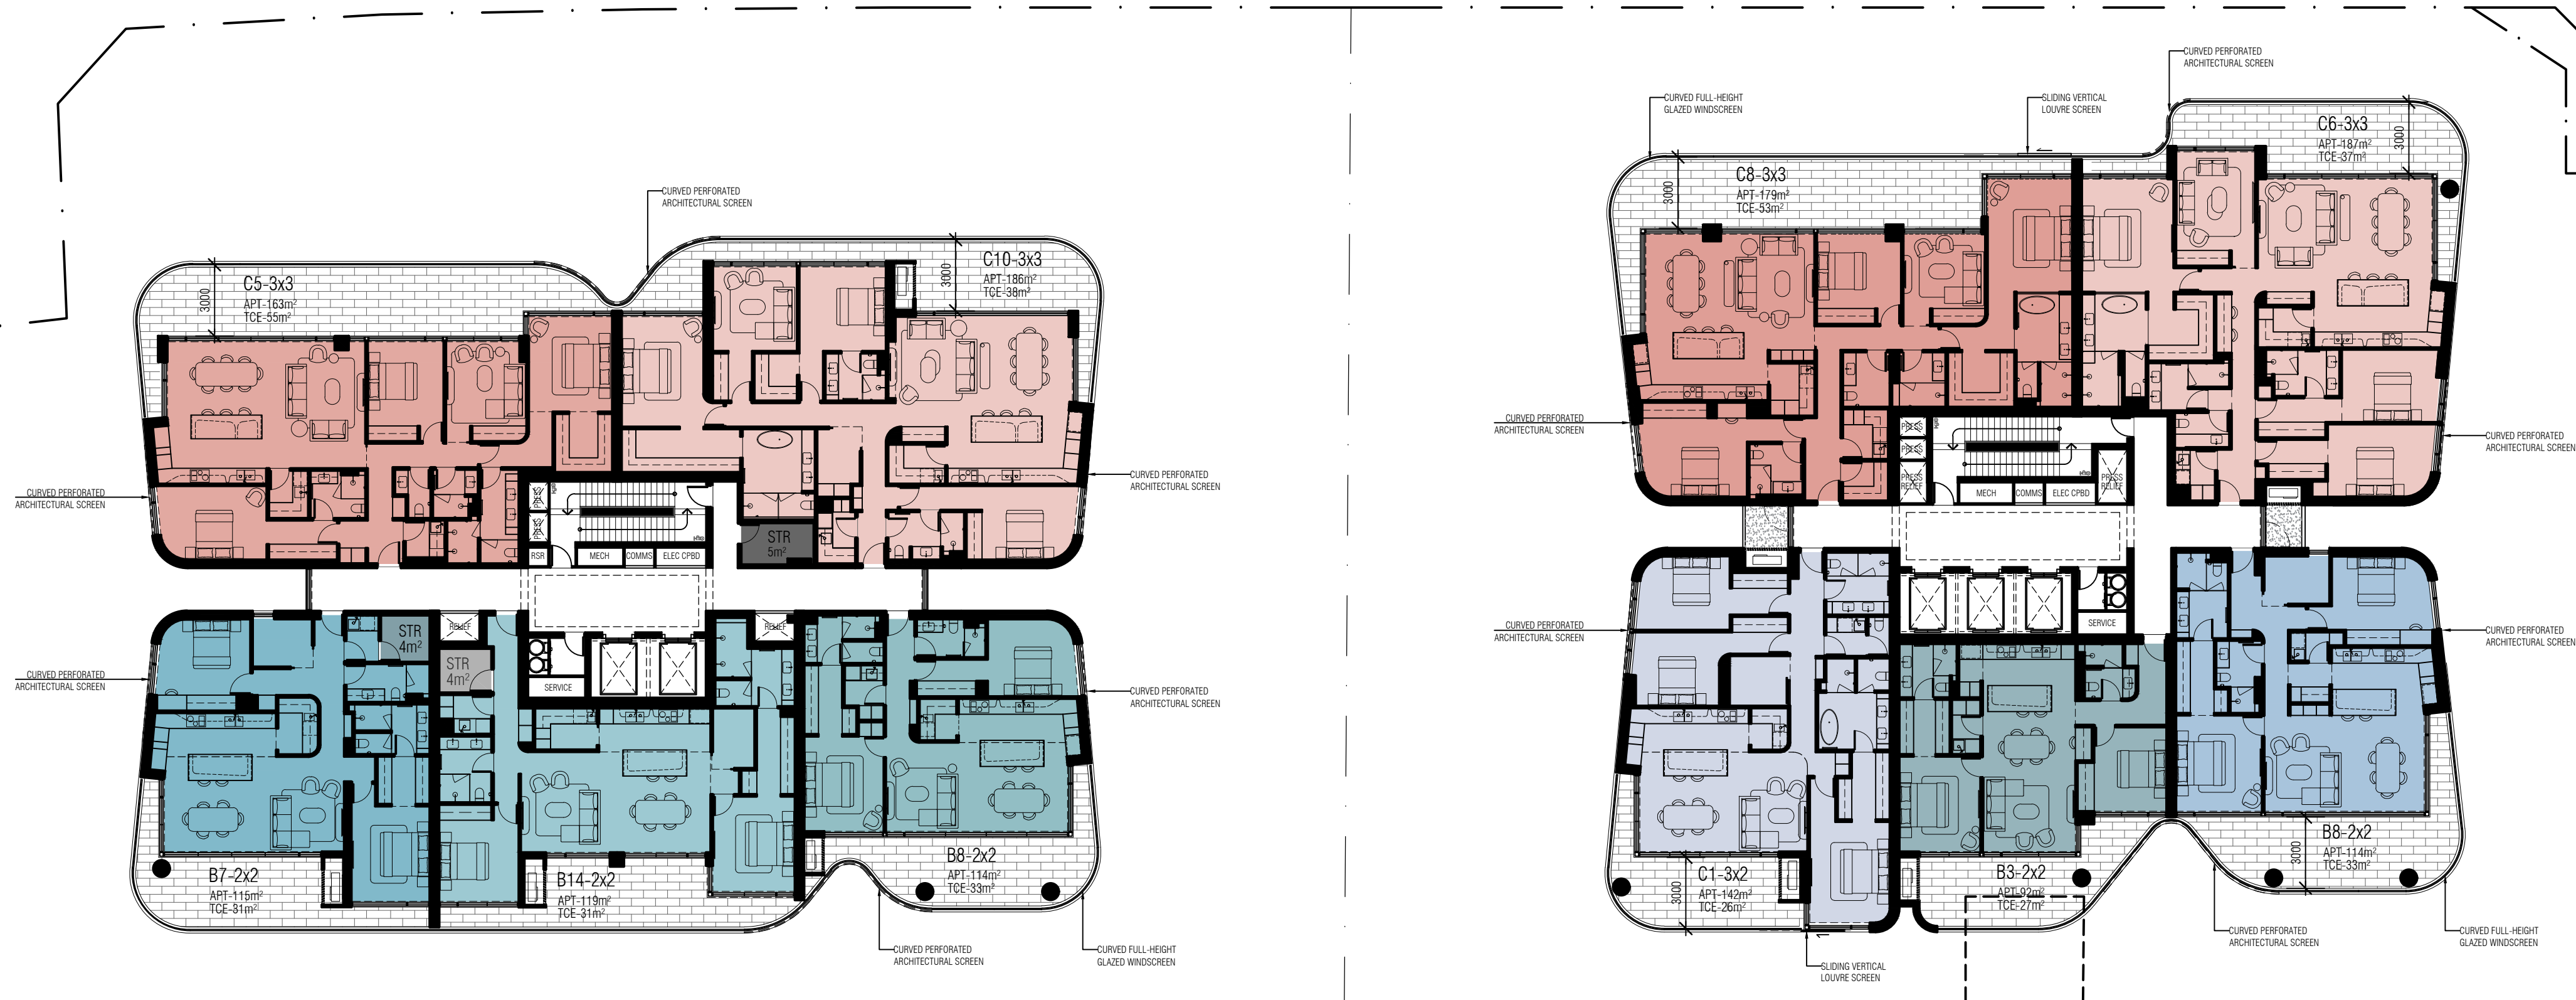 CURVED PERFORATED
ARCHITECTURAL SCREEN
C5-3x3
APT-163m²
TCE-55m²
3000
C10-3x3
APT-186m²
TCE-38m²
3000
CURVED PERFORATED
ARCHITECTURAL SCREEN
CURVED PERFORATED
ARCHITECTURAL SCREEN
PRESS
PRESS
RSR
MECH
COMMS
ELEC CPBD
STR
5m²
STR
4m²
STR
4m²
RELIEF
RELIEF
SERVICE
CURVED PERFORATED
ARCHITECTURAL SCREEN
CURVED PERFORATED
ARCHITECTURAL SCREEN
B7-2x2
APT-115m²
TCE-31m²
B14-2x2
APT-119m²
TCE-31m²
B8-2x2
APT-114m²
TCE-33m²
CURVED PERFORATED
ARCHITECTURAL SCREEN
CURVED FULL-HEIGHT
GLAZED WINDSCREEN
CURVED PERFORATED
ARCHITECTURAL SCREEN
CURVED FULL-HEIGHT
GLAZED WINDSCREEN
SLIDING VERTICAL
LOUVRE SCREEN
C8-3x3
APT-179m²
TCE-53m²
3000
C6-3x3
APT-187m²
TCE-37m²
3000
CURVED PERFORATED
ARCHITECTURAL SCREEN
CURVED PERFORATED
ARCHITECTURAL SCREEN
PRESS
PRESS
PRESS
RELIEF
MECH
COMMS
ELEC CPBD
PRESS
RELIEF
SERVICE
CURVED PERFORATED
ARCHITECTURAL SCREEN
CURVED PERFORATED
ARCHITECTURAL SCREEN
C1-3x2
APT-142m²
TCE-26m²
3000
B3-2x2
APT-92m²
TCE-27m²
B8-2x2
APT-114m²
TCE-33m²
3000
SLIDING VERTICAL
LOUVRE SCREEN
CURVED PERFORATED
ARCHITECTURAL SCREEN
CURVED FULL-HEIGHT
GLAZED WINDSCREEN